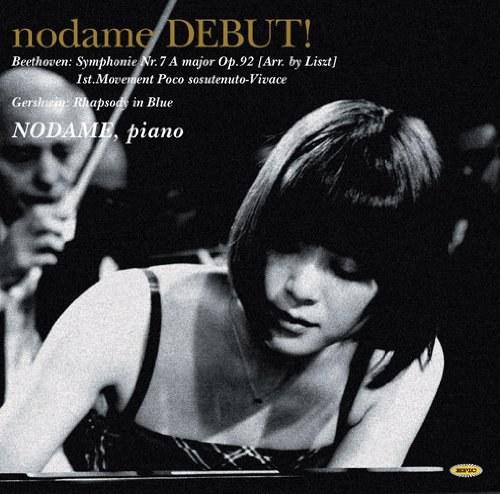 nodame DEBUT!
Beethoven: Symphonie Nr.7 A major Op.92 [Arr. by Liszt]
1st.Movement Poco sosutenuto-Vivace
Gershwin: Rhapsody in Blue
NODAME, piano
EPIC